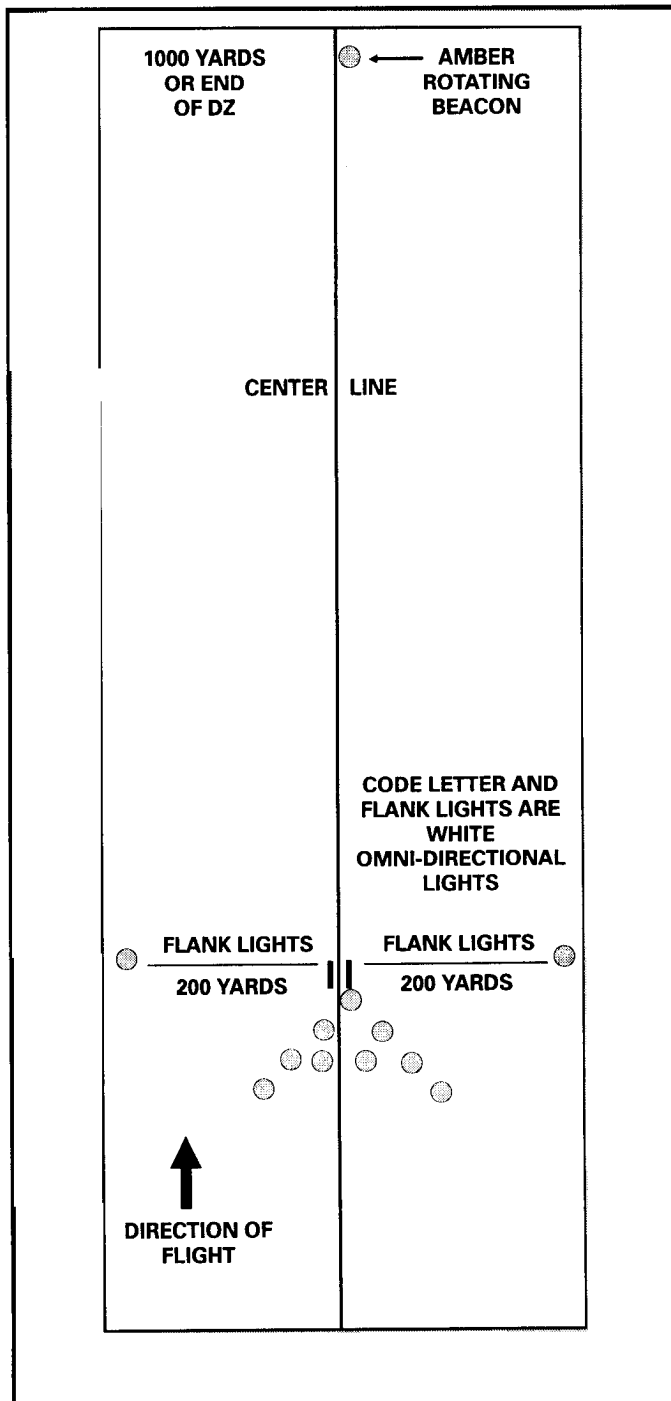 1000 YARDS
OR END
OF DZ
AMBER
ROTATING
BEACON
CENTER LINE
CODE LETTER AND
FLANK LIGHTS ARE
WHITE
OMNI-DIRECTIONAL
LIGHTS
FLANK LIGHTS
200 YARDS
FLANK LIGHTS
200 YARDS
DIRECTION OF
FLIGHT